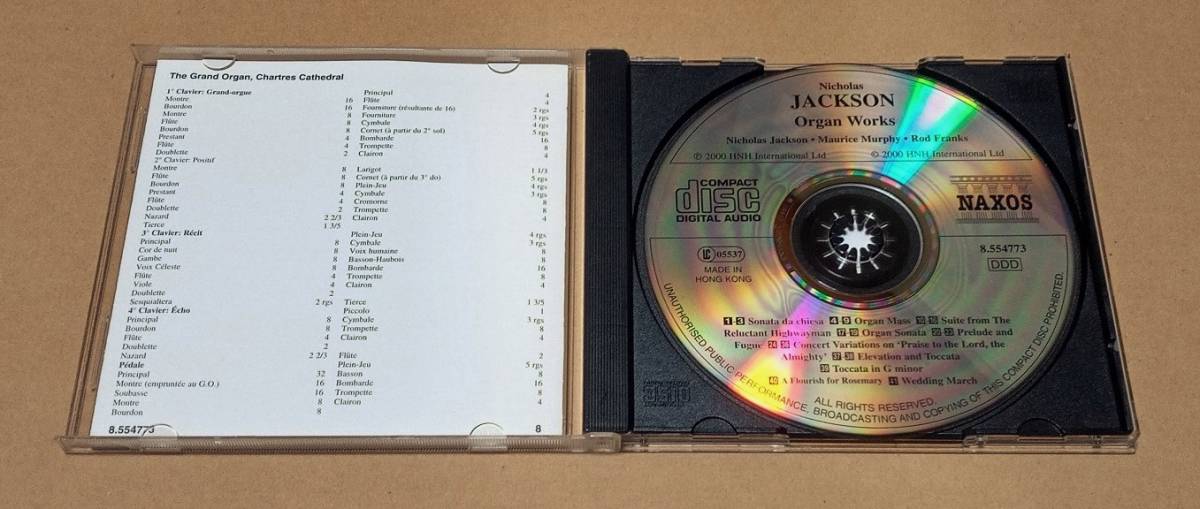 The Grand Organ, Chartres Cathedral
1° Clavier: Grand-orgue
Montre 16
Bourdon 16
Montre 8
Flûte 8
Bourdon 8
Prestant 4
Flûte 4
Doublette 2
2° Clavier: Positif
Montre 8
Flûte 8
Bourdon 8
Prestant 4
Flûte 4
Doublette 2
Nazard 2 2/3
Tierce 1 3/5
3° Clavier: Récit
Principal 8
Cor de nuit 8
Gambe 8
Voix Céleste 8
Flûte 4
Viole 4
Doublette 2
Sesquialtera 2 rgs
4° Clavier: Écho
Principal 8
Bourdon 8
Flûte 4
Doublette 2
Nazard 2 2/3
Pédale
Principal 32
Montre (empruntée au G.O.) 16
Soubasse 16
Montre 8
Bourdon 8
Principal 4
Flûte 4
Fourniture (résultante de 16) 2 rgs
Fourniture 3 rgs
Cymbale 4 rgs
Cornet (à partir du 2° sol) 5 rgs
Bombarde 16
Trompette 8
Clairon 4
Larigot 1 1/3
Cornet (à partir du 3° do) 5 rgs
Plein-Jeu 4 rgs
Cymbale 3 rgs
Cromorne 8
Trompette 8
Clairon 4
Plein-Jeu 4 rgs
Cymbale 3 rgs
Voix humaine 8
Basson-Haubois 8
Bombarde 16
Trompette 8
Clairon 4
Tierce 1 3/5
Piccolo 1
Cymbale 3 rgs
Trompette 8
Clairon 4
Flûte 2
Plein-Jeu 5 rgs
Basson 8
Bombarde 16
Trompette 8
Clairon 4
8.554773 8
Nicholas
JACKSON
Organ Works
Nicholas Jackson • Maurice Murphy • Rod Franks
℗ 2000 HNH International Ltd © 2000 HNH International Ltd
COMPACT
disc
DIGITAL AUDIO
NAXOS
LC 05537
MADE IN
HONG KONG
8.554773
DDD
1-3 Sonata da chiesa 4-9 Organ Mass Suite from The
Reluctant Highwayman Organ Sonata Prelude and
Fugue Concert Variations on 'Praise to the Lord, the
Almighty' Elevation and Toccata
Toccata in G minor
40 A Flourish for Rosemary 41 Wedding March
ALL RIGHTS RESERVED.
UNAUTHORISED PUBLIC PERFORMANCE, BROADCASTING AND COPYING OF THIS COMPACT DISC PROHIBITED.